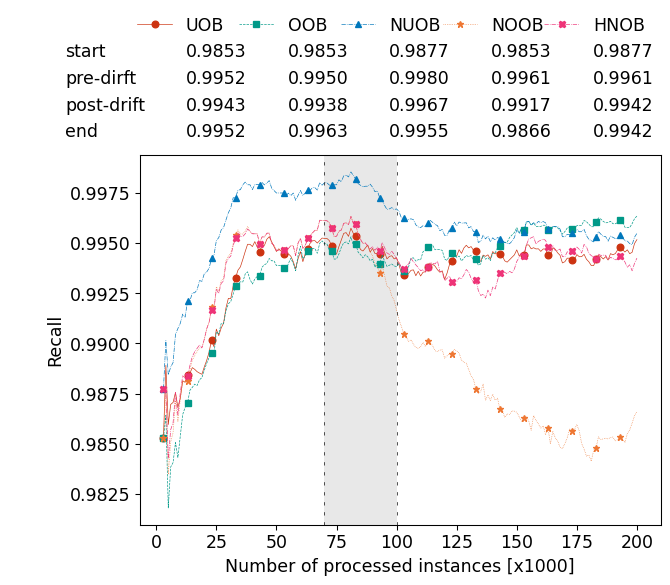 UOB OOB NUOB NOOB HNOB
start 0.9853 0.9853 0.9877 0.9853 0.9877
pre-dirft 0.9952 0.9950 0.9980 0.9961 0.9961
post-drift 0.9943 0.9938 0.9967 0.9917 0.9942
end 0.9952 0.9963 0.9955 0.9866 0.9942
0.9975
0.9950
0.9925
0.9900
0.9875
0.9850
0.9825
Recall
0 25 50 75 100 125 150 175 200
Number of processed instances [x1000]